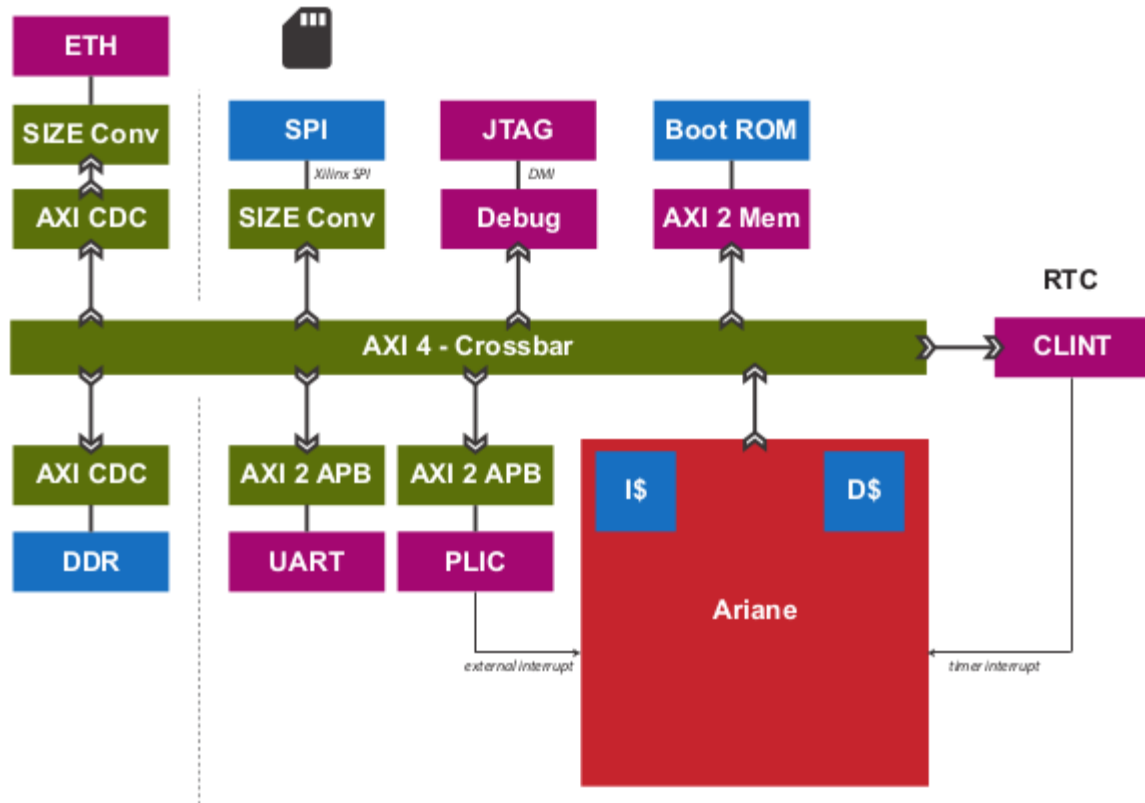 ETH
SIZE Conv
AXI CDC
SPI
Xilinx SPI
SIZE Conv
JTAG
DMI
Debug
Boot ROM
AXI 2 Mem
RTC
AXI 4 - Crossbar
CLINT
AXI CDC
DDR
AXI 2 APB
UART
AXI 2 APB
PLIC
I$
D$
Ariane
external interrupt
timer interrupt